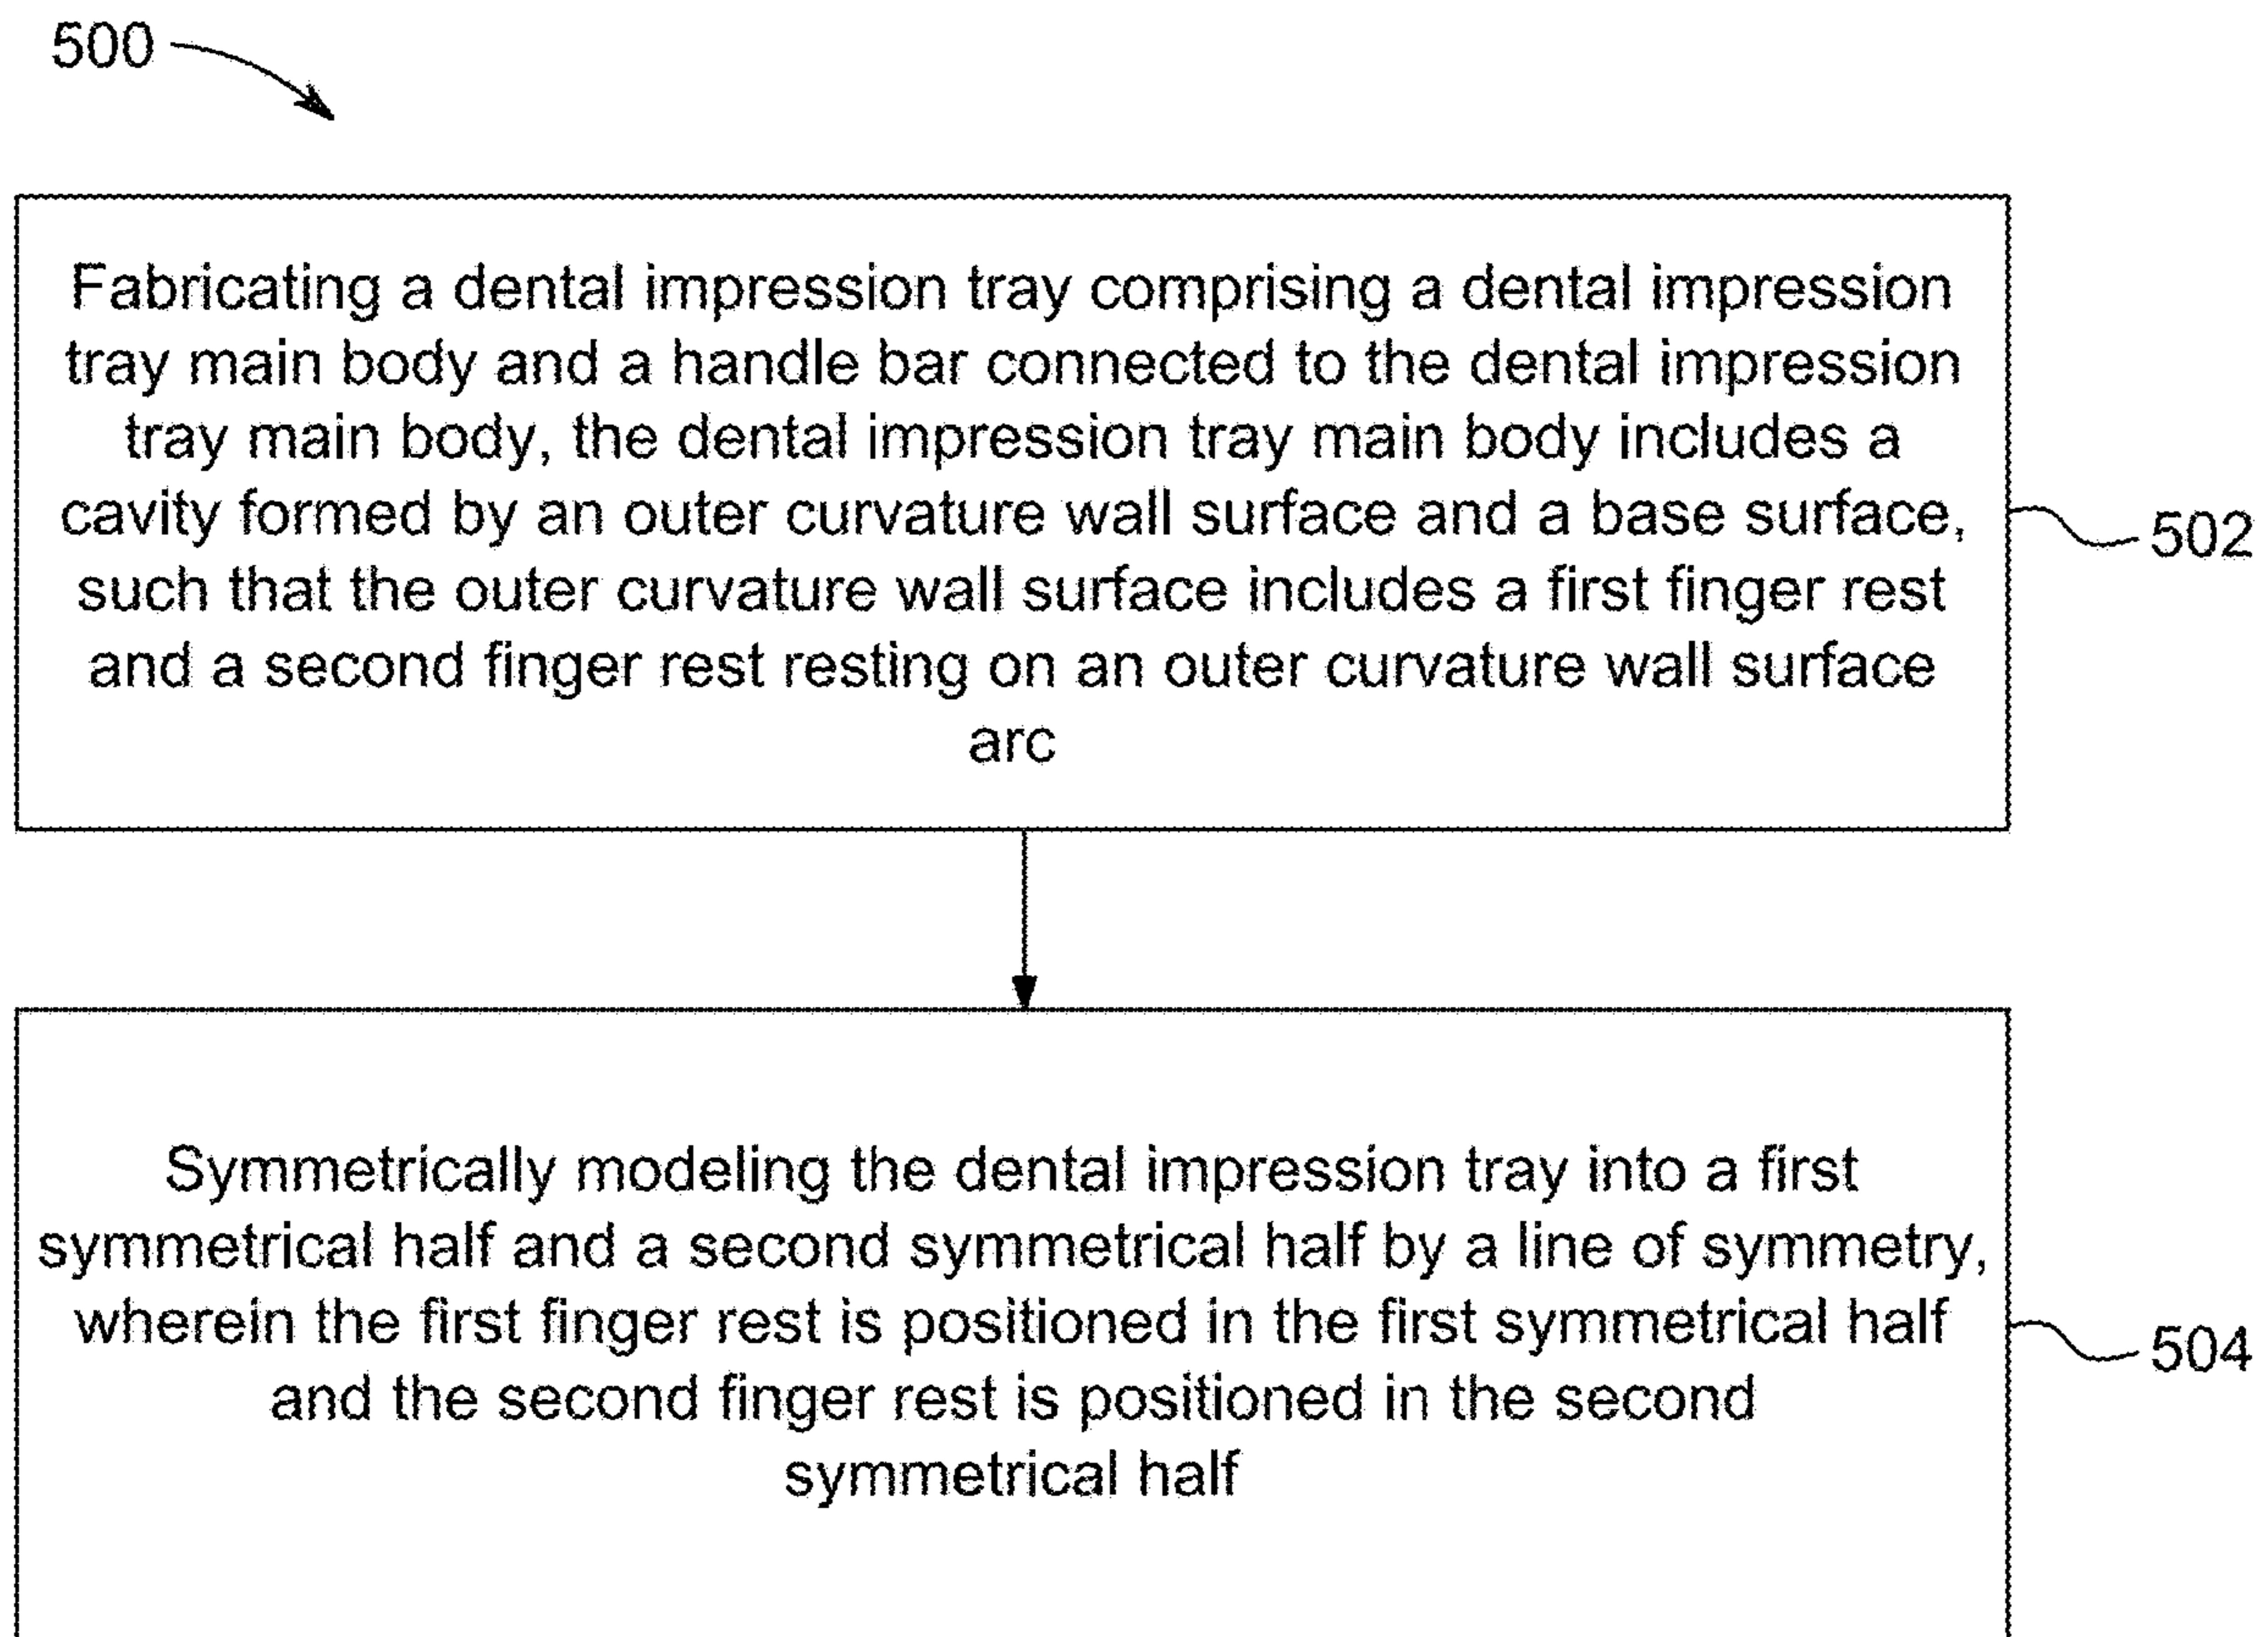 500
Fabricating a dental impression tray comprising a dental impression
tray main body and a handle bar connected to the dental impression
tray main body, the dental impression tray main body includes a
cavity formed by an outer curvature wall surface and a base surface,
such that the outer curvature wall surface includes a first finger rest
and a second finger rest resting on an outer curvature wall surface
arc
502
Symmetrically modeling the dental impression tray into a first
symmetrical half and a second symmetrical half by a line of symmetry,
wherein the first finger rest is positioned in the first symmetrical half
and the second finger rest is positioned in the second
symmetrical half
504